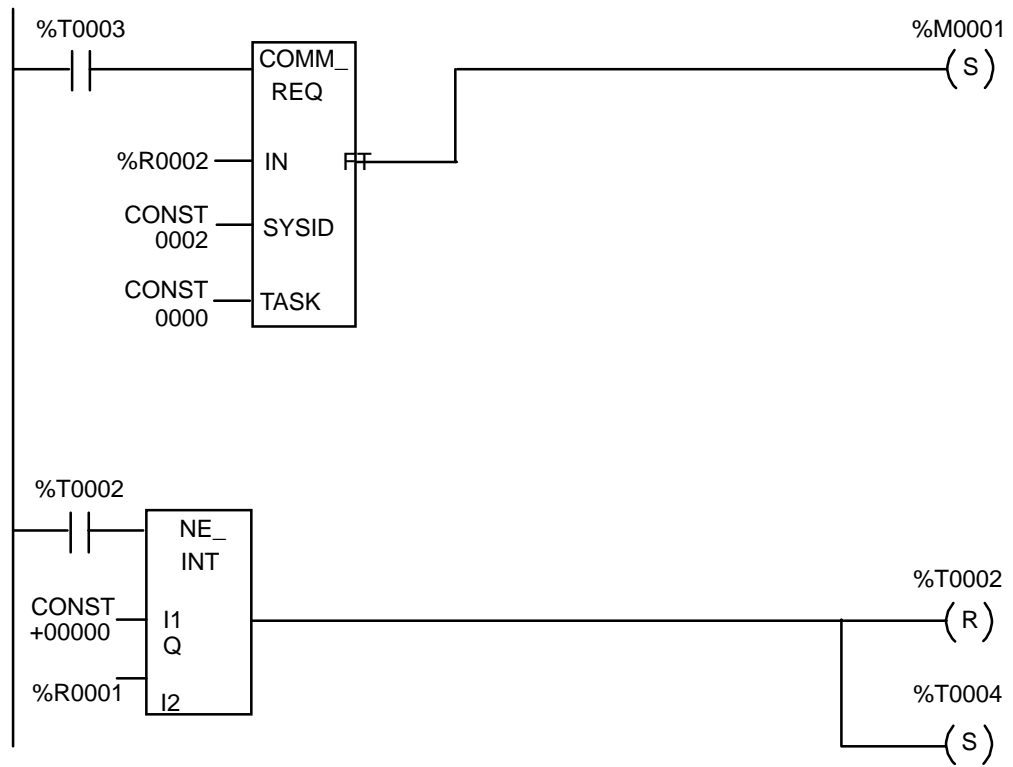 %T0003
%M0001
COMM_
REQ
(S)
%R0002
IN
FT
CONST
0002
SYSID
CONST
0000
TASK
%T0002
NE_
INT
%T0002
CONST
+00000
I1
Q
(R)
%R0001
I2
%T0004
(S)